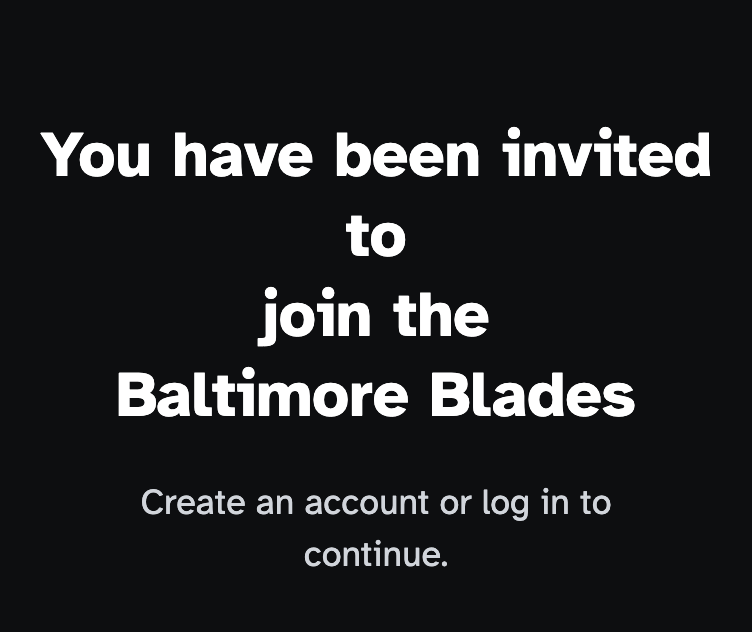 You have been invited
to
join the
Baltimore Blades
Create an account or log in to
continue.